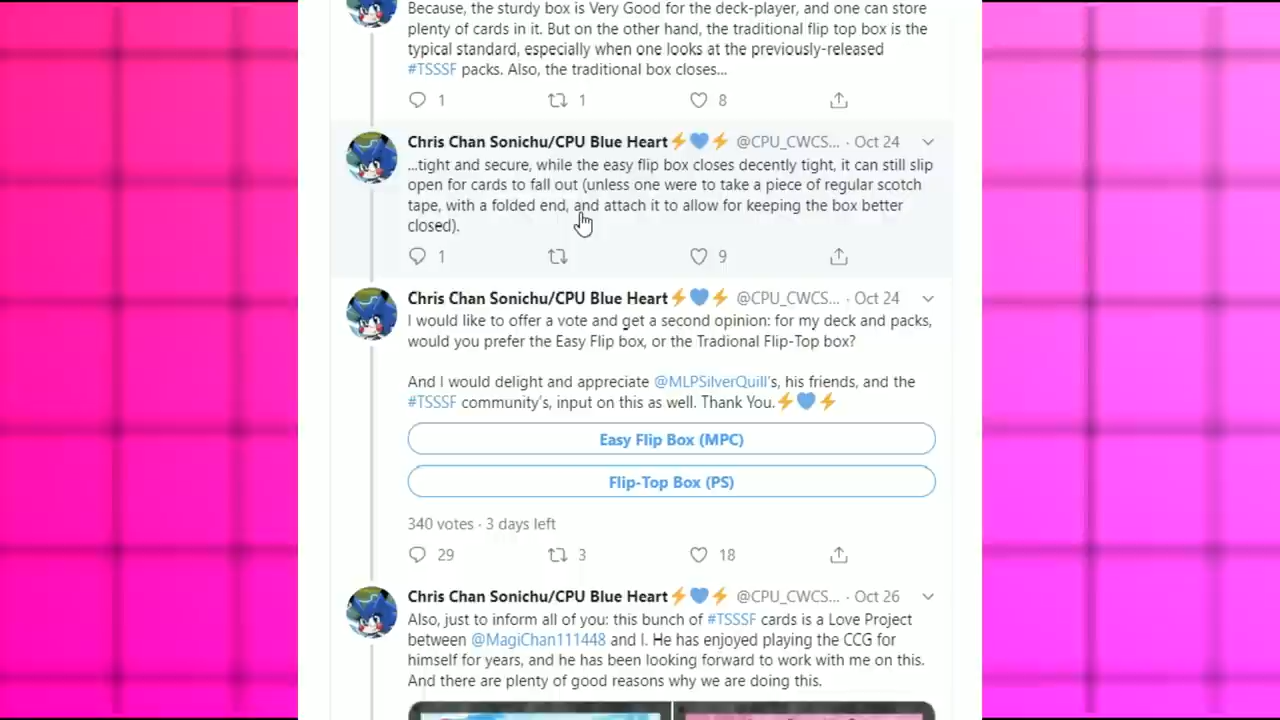 Because, the sturdy box is Very Good for the deck-player, and one can store
plenty of cards in it. But on the other hand, the traditional flip top box is the
typical standard, especially when one looks at the previously-released
#TSSSF packs. Also, the traditional box closes...
1 1 8
Chris Chan Sonichu/CPU Blue Heart⚡💙⚡ @CPU_CWCS... · Oct 24
...tight and secure, while the easy flip box closes decently tight, it can still slip
open for cards to fall out (unless one were to take a piece of regular scotch
tape, with a folded end, and attach it to allow for keeping the box better
closed).
1 9
Chris Chan Sonichu/CPU Blue Heart⚡💙⚡ @CPU_CWCS... · Oct 24
I would like to offer a vote and get a second opinion: for my deck and packs,
would you prefer the Easy Flip box, or the Tradional Flip-Top box?
And I would delight and appreciate @MLPSilverQuill's, his friends, and the
#TSSSF community's, input on this as well. Thank You.⚡💙⚡
Easy Flip Box (MPC)
Flip-Top Box (PS)
340 votes · 3 days left
29 3 18
Chris Chan Sonichu/CPU Blue Heart⚡💙⚡ @CPU_CWCS... · Oct 26
Also, just to inform all of you: this bunch of #TSSSF cards is a Love Project
between @MagiChan111448 and I. He has enjoyed playing the CCG for
himself for years, and he has been looking forward to work with me on this.
And there are plenty of good reasons why we are doing this.